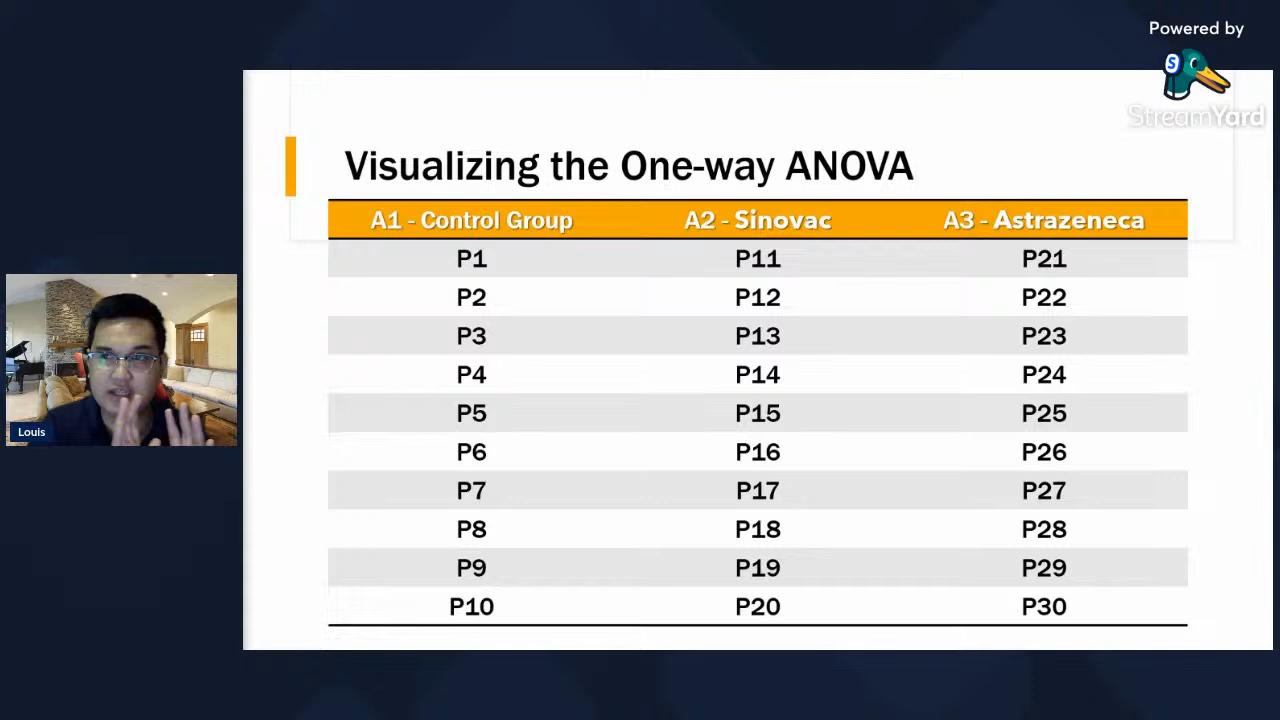 Powered by
StreamYard
Visualizing the One-way ANOVA
A1 - Control Group A2 - Sinovac A3 - Astrazeneca
P1 P11 P21
P2 P12 P22
P3 P13 P23
P4 P14 P24
P5 P15 P25
P6 P16 P26
P7 P17 P27
P8 P18 P28
P9 P19 P29
P10 P20 P30
Louis